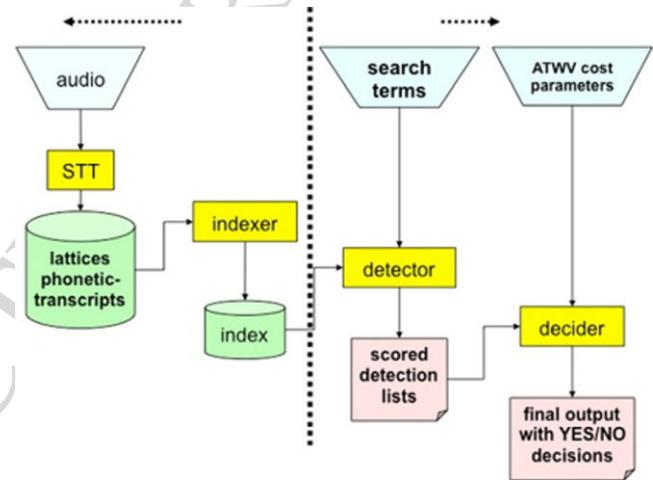 audio
STT
lattices
phonetic-
transcripts
indexer
index
search
terms
detector
scored
detection
lists
ATWV cost
parameters
decider
final output
with YES/NO
decisions